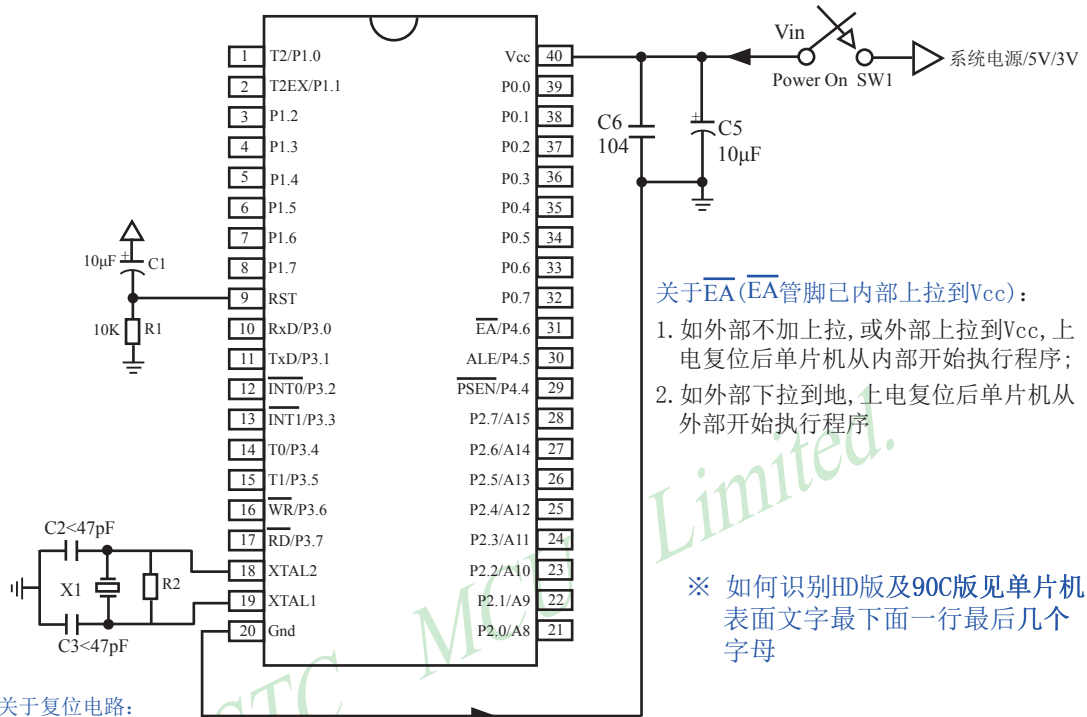 Vin
系统电源/5V/3V
Power On SW1
1 T2/P1.0 Vcc 40
2 T2EX/P1.1 P0.0 39
3 P1.2 P0.1 38
4 P1.3 P0.2 37
5 P1.4 P0.3 36
6 P1.5 P0.4 35
7 P1.6 P0.5 34
8 P1.7 P0.6 33
9 RST P0.7 32
10 RxD/P3.0 EA/P4.6 31
11 TxD/P3.1 ALE/P4.5 30
12 INT0/P3.2 PSEN/P4.4 29
13 INT1/P3.3 P2.7/A15 28
14 T0/P3.4 P2.6/A14 27
15 T1/P3.5 P2.5/A13 26
16 WR/P3.6 P2.4/A12 25
17 RD/P3.7 P2.3/A11 24
18 XTAL2 P2.2/A10 23
19 XTAL1 P2.1/A9 22
20 Gnd P2.0/A8 21
C6
104
+
C5
10μF
10μF + C1
10K R1
C2<47pF
X1 R2
C3<47pF
关于EA(EA管脚已内部上拉到Vcc):
1.如外部不加上拉,或外部上拉到Vcc,上
电复位后单片机从内部开始执行程序;
2.如外部下拉到地,上电复位后单片机从
外部开始执行程序
※ 如何识别HD版及90C版见单片机
表面文字最下面一行最后几个
字母
关于复位电路:
STC MCU Limited.